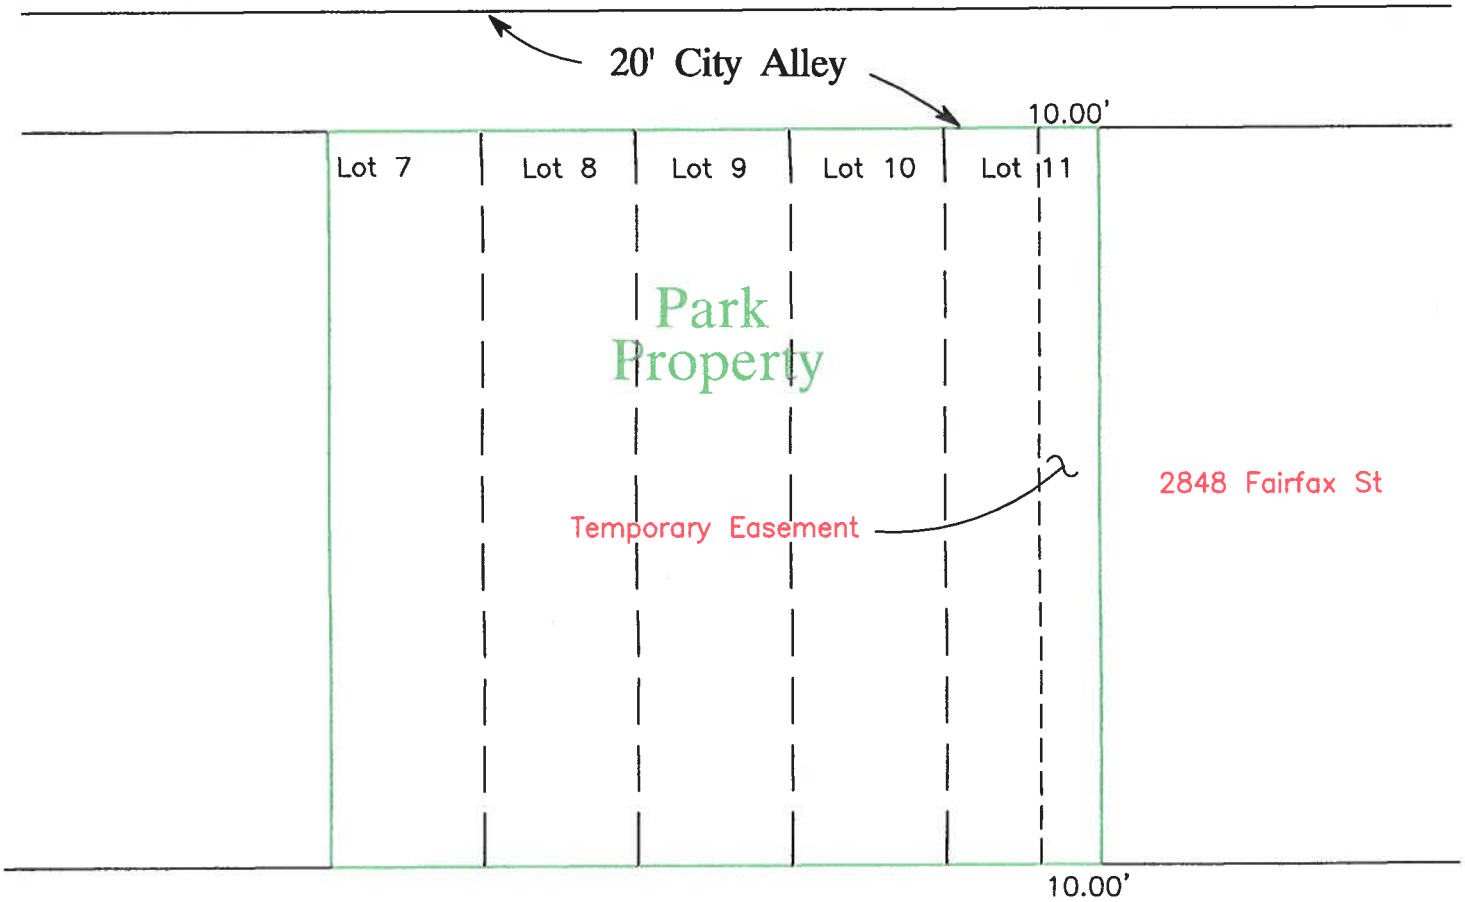 20' City Alley
10.00'
Lot 7
Lot 8
Lot 9
Lot 10
Lot 11
Park
Property
2848 Fairfax St
Temporary Easement
10.00'